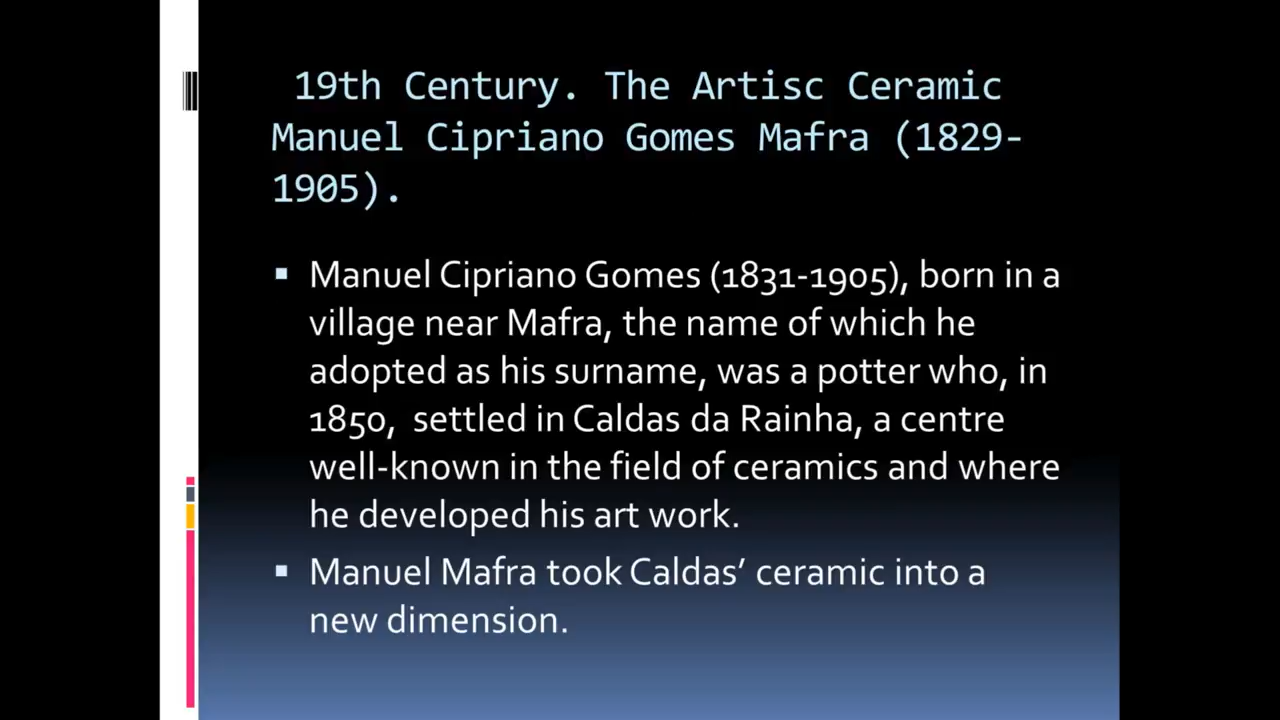 19th Century. The Artisc Ceramic
Manuel Cipriano Gomes Mafra (1829-
1905).
▪ Manuel Cipriano Gomes (1831-1905), born in a
village near Mafra, the name of which he
adopted as his surname, was a potter who, in
1850,  settled in Caldas da Rainha, a centre
well-known in the field of ceramics and where
he developed his art work.
▪ Manuel Mafra took Caldas’ ceramic into a
new dimension.